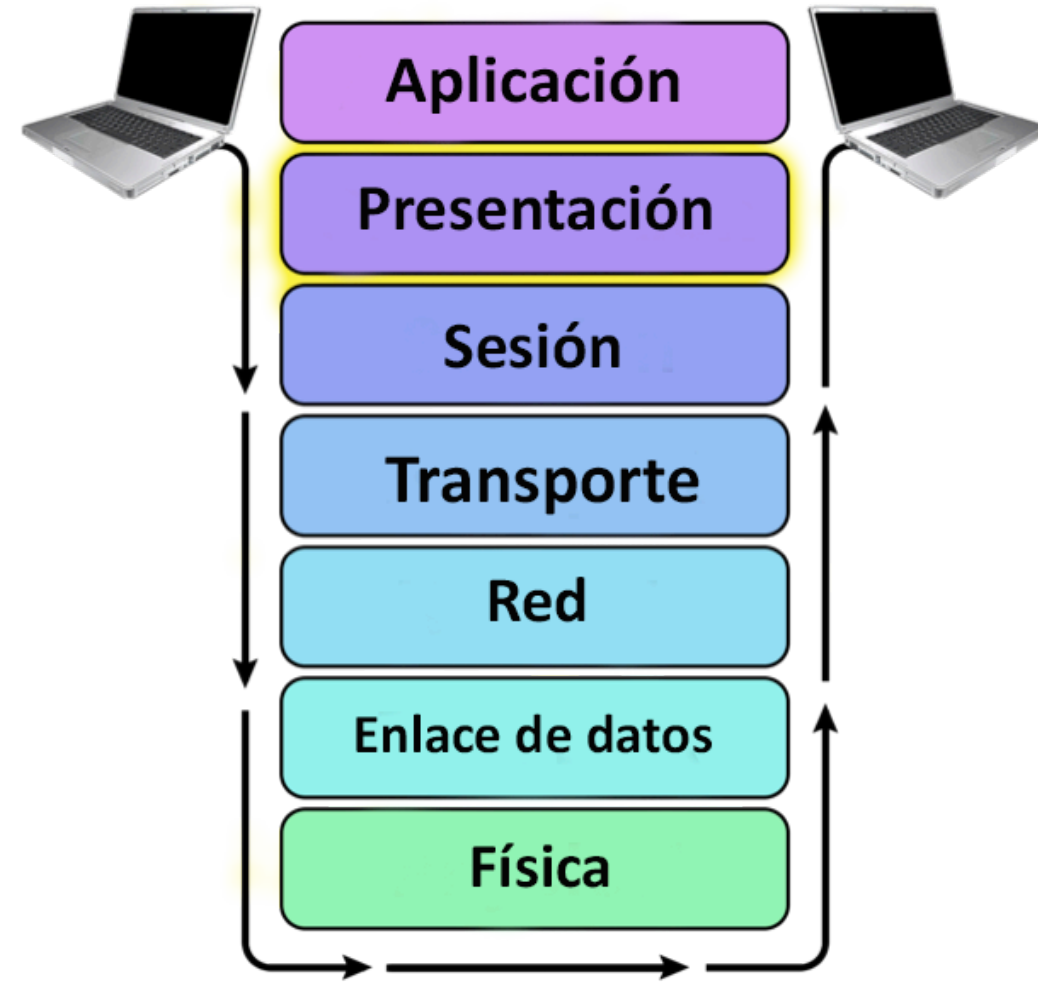 Aplicación
Presentación
Sesión
Transporte
Red
Enlace de datos
Física